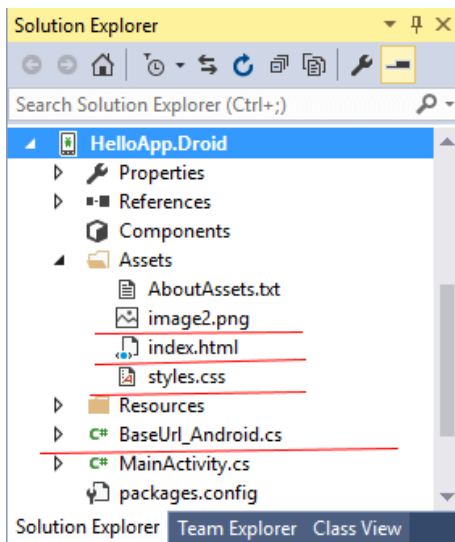 Solution Explorer
Search Solution Explorer (Ctrl+;)
HelloApp.Droid
Properties
References
Components
Assets
AboutAssets.txt
image2.png
index.html
styles.css
Resources
C# BaseUrl_Android.cs
C# MainActivity.cs
packages.config
Solution Explorer Team Explorer Class View